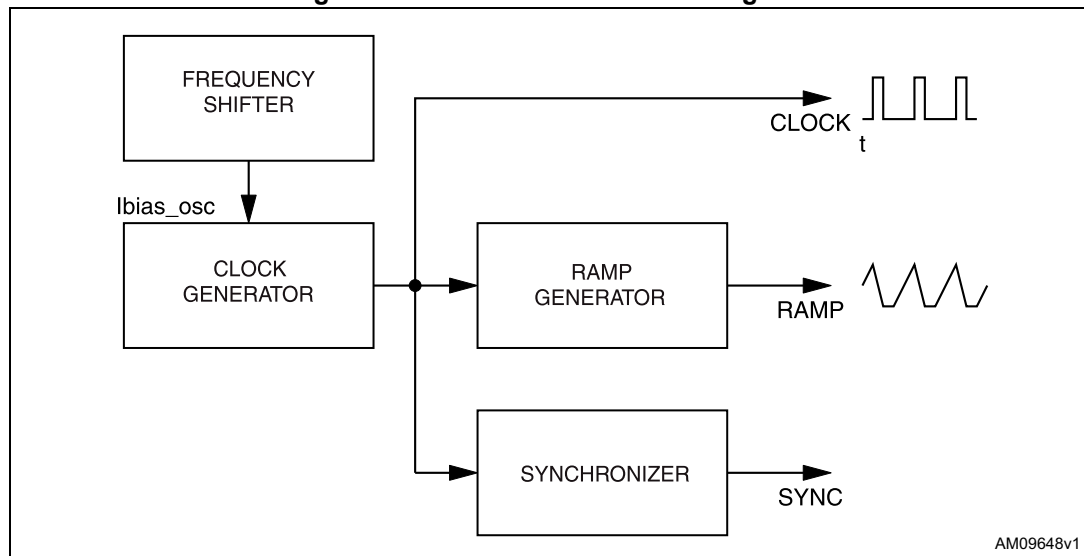 FREQUENCY
SHIFTER
CLOCK
t
Ibias_osc
CLOCK
GENERATOR
RAMP
GENERATOR
RAMP
SYNCHRONIZER
SYNC
AM09648v1